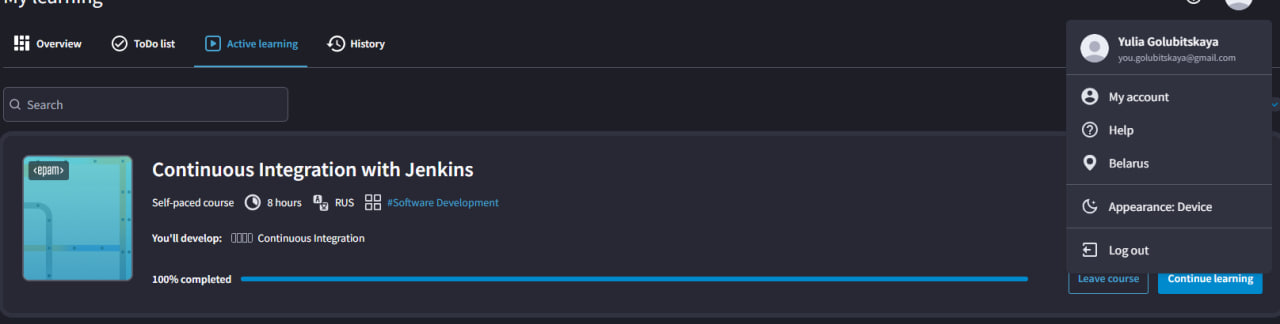 My learning
Overview ToDo list Active learning History
Yulia Golubitskaya
you.golubitskaya@gmail.com
My account
Help
Belarus
Appearance: Device
Log out
Search
<epam>
Continuous Integration with Jenkins
Self-paced course 8 hours RUS #Software Development
You'll develop: Continuous Integration
100% completed
Leave course Continue learning